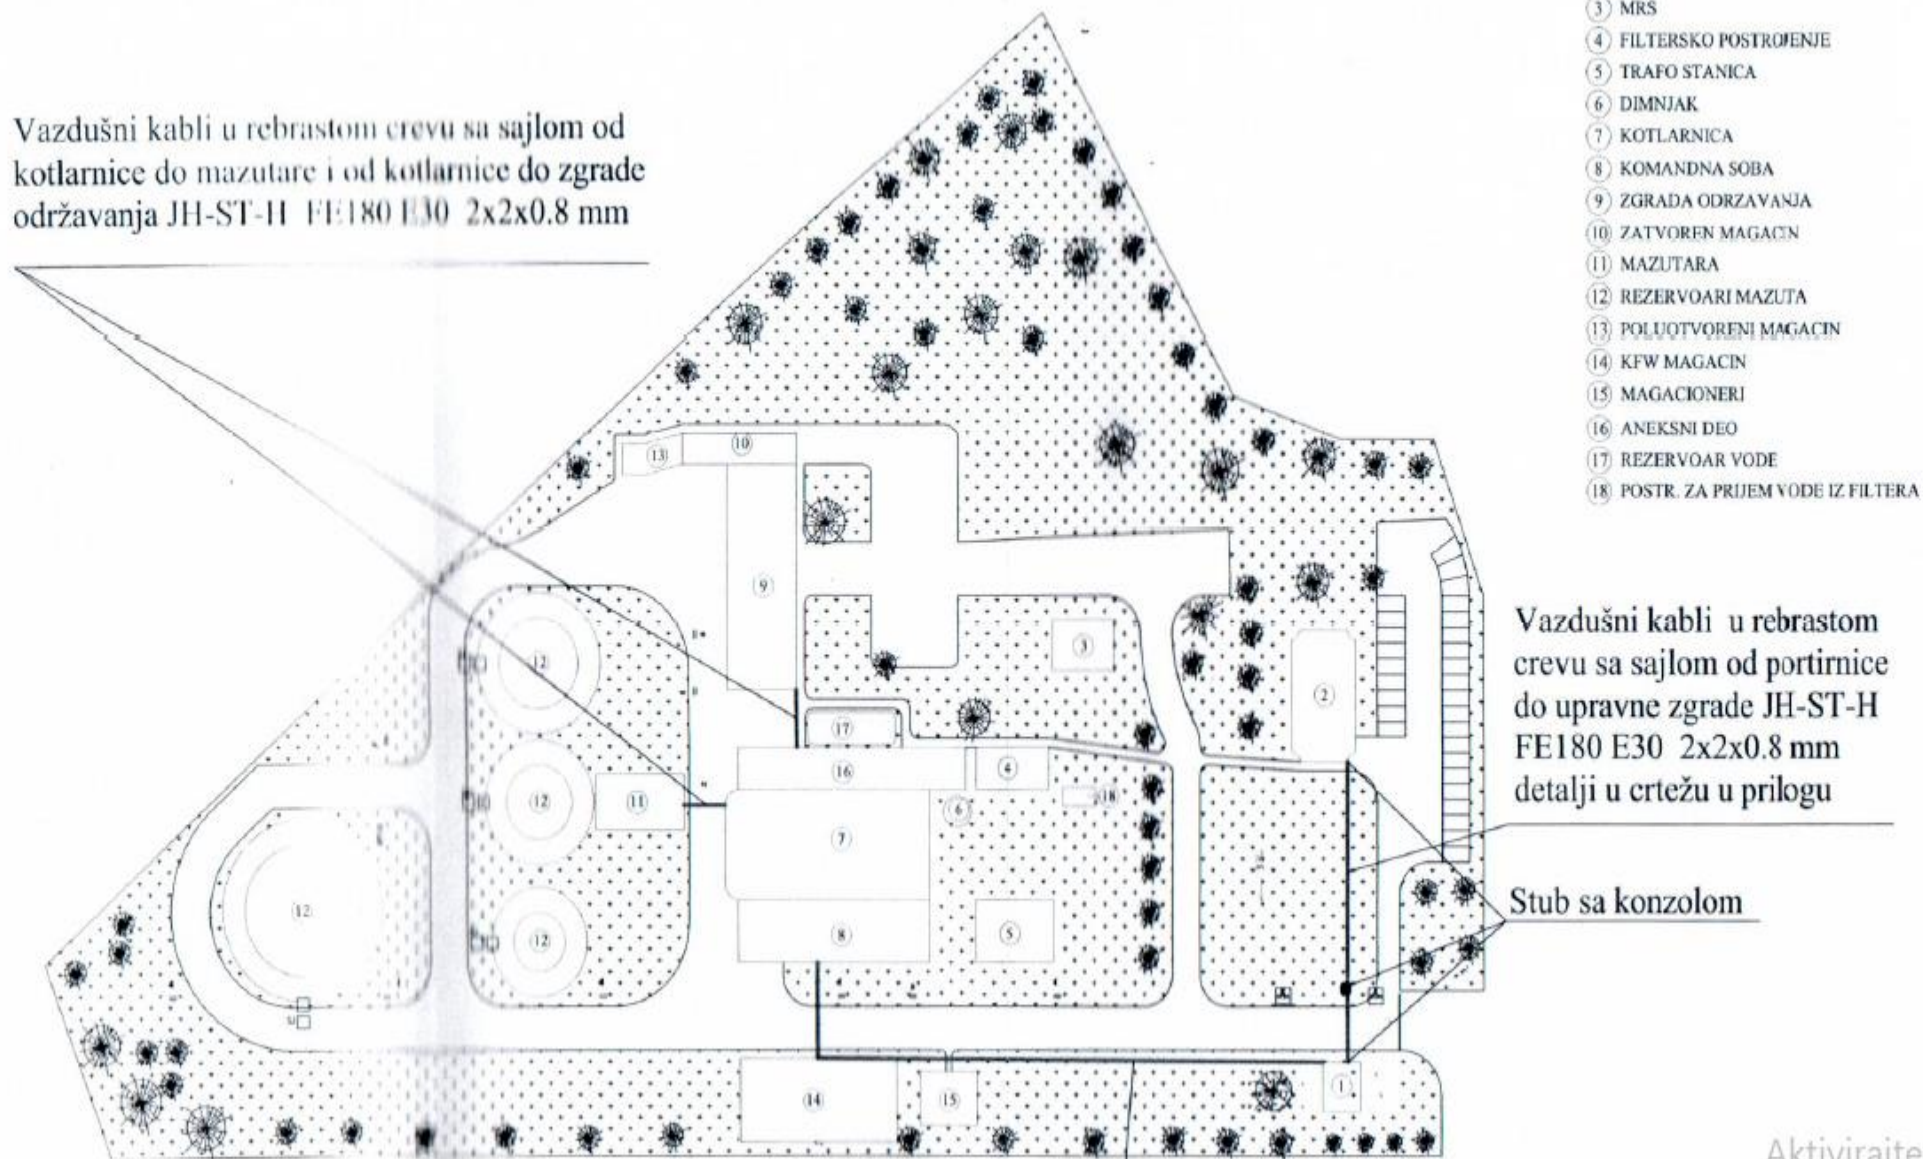 Vazdušni kabli u rebrastom crevu sa sajlom od
kotlarnice do mazutare i od kotlarnice do zgrade
održavanja JH-ST-H FE180 E30 2x2x0.8 mm
3 MRS
4 FILTERSKO POSTROJENJE
5 TRAFO STANICA
6 DIMNJAK
7 KOTLARNICA
8 KOMANDNA SOBA
9 ZGRADA ODRZAVANJA
10 ZATVOREN MAGACIN
11 MAZUTARA
12 REZERVOARI MAZUTA
13 POLUOTVORENI MAGACIN
14 KFW MAGACIN
15 MAGACIONERI
16 ANEKSNI DEO
17 REZERVOAR VODE
18 POSTR. ZA PRIJEM VODE IZ FILTERA
Vazdušni kabli u rebrastom
crevu sa sajlom od portirnice
do upravne zgrade JH-ST-H
FE180 E30 2x2x0.8 mm
detalji u crtežu u prilogu
Stub sa konzolom
10
13
9
3
12
2
17
16
4
12
11
18
6
7
12
8
5
12
14
15
1
Aktivirajte